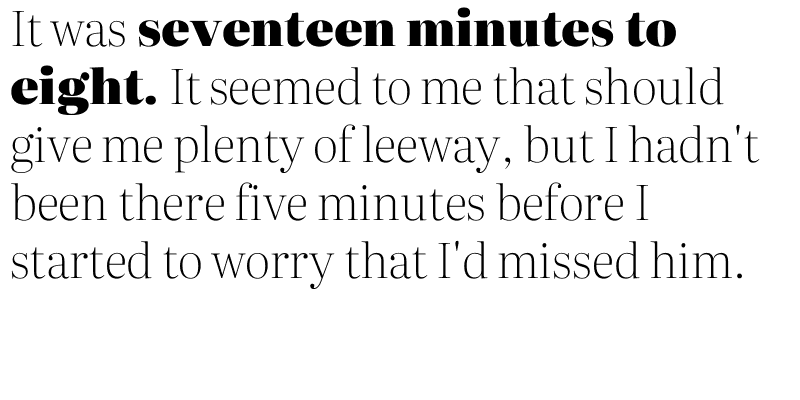 It was seventeen minutes to
eight. It seemed to me that should
give me plenty of leeway, but I hadn't
been there five minutes before I
started to worry that I'd missed him.